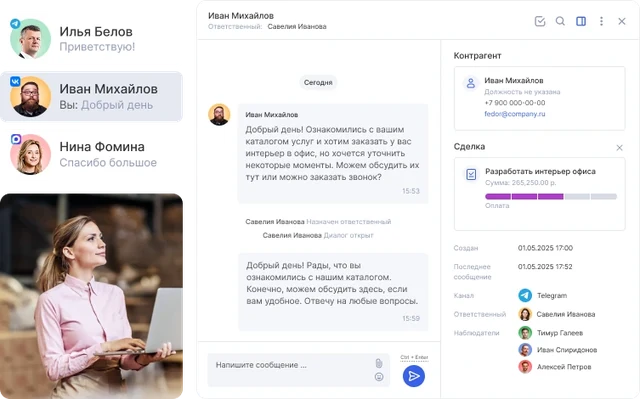 Илья Белов
Приветствую!
Иван Михайлов
Вы: Добрый день
Нина Фомина
Спасибо большое
Иван Михайлов
Ответственный: Савелия Иванова
Сегодня
Иван Михайлов
Добрый день! Ознакомились с вашим
каталогом услуг и хотим заказать у вас
интерьер в офис, но хочется уточнить
некоторые моменты. Можем обсудить их
тут или можно заказать звонок?
15:53
Савелия Иванова Назначен ответственный
Савелия Иванова Диалог открыт
Добрый день! Рады, что вы
ознакомились с нашим каталогом.
Конечно, можем обсудить здесь, если
вам удобное. Отвечу на любые вопросы.
15:59
Напишите сообщение ...
Ctrl + Enter
Контрагент
Иван Михайлов
Должность не указана
+7 900 000-00-00
fedor@company.ru
Сделка
Разработать интерьер офиса
Сумма: 265,250.00 р.
Оплата
Создан 01.05.2025 17:00
Последнее сообщение 01.05.2025 17:52
Канал Telegram
Ответственный Савелия Иванова
Наблюдатели Тимур Галеев
Иван Спиридонов
Алексей Петров